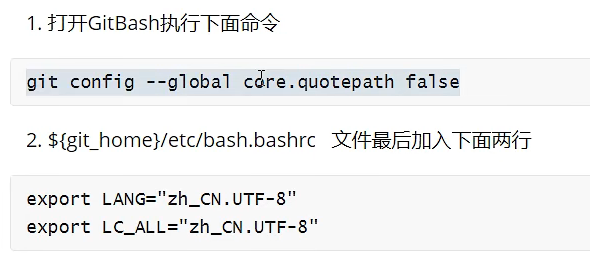 1. 打开GitBash执行下面命令
git config --global core.quotepath false
2. ${git_home}/etc/bash.bashrc 文件最后加入下面两行
export LANG="zh_CN.UTF-8"
export LC_ALL="zh_CN.UTF-8"